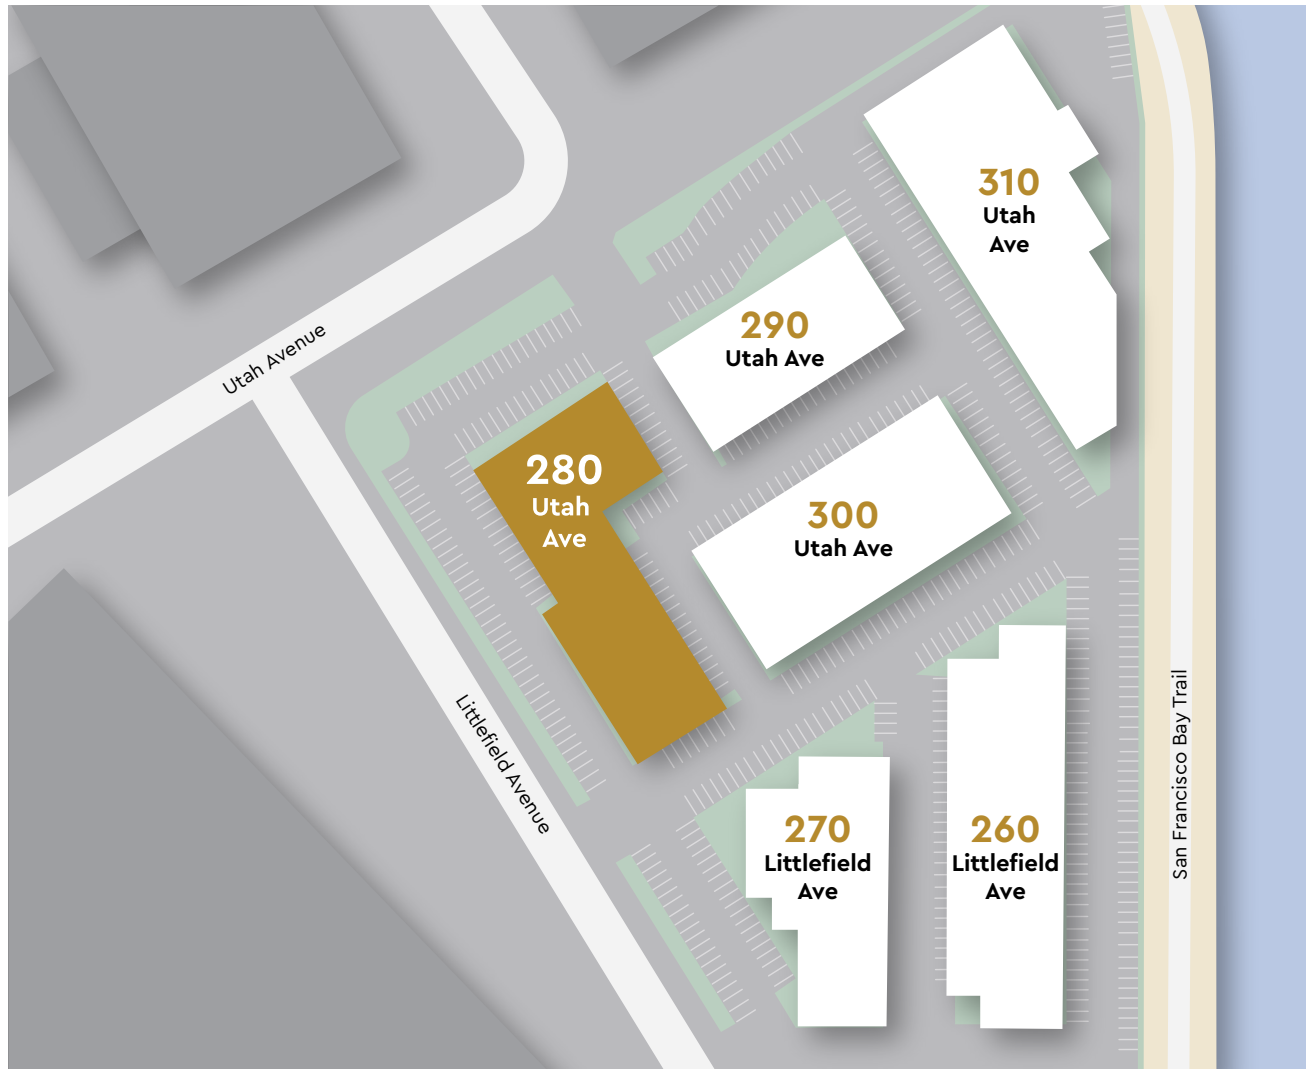 310
Utah
Ave
290
Utah Ave
Utah Avenue
280
Utah
Ave
300
Utah Ave
Littlefield Avenue
San Francisco Bay Trail
270
Littlefield
Ave
260
Littlefield
Ave